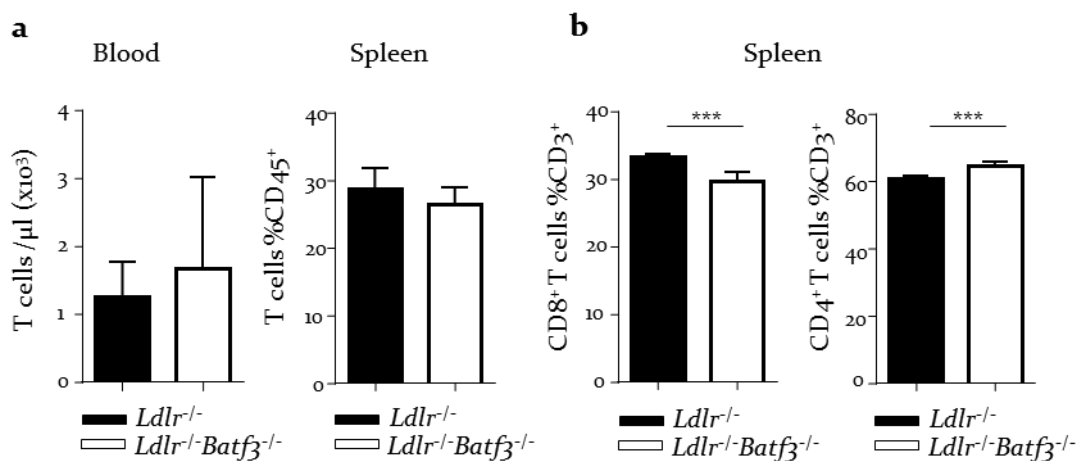 a
Blood
Spleen
T cells /µl (x10³)
4
3
2
1
0
Ldlr⁻/⁻
Ldlr⁻/⁻Batf3⁻/⁻
T cells %CD45⁺
40
30
20
10
0
Ldlr⁻/⁻
Ldlr⁻/⁻Batf3⁻/⁻
b
Spleen
CD8⁺ T cells %CD3⁺
40
30
20
10
0
***
Ldlr⁻/⁻
Ldlr⁻/⁻Batf3⁻/⁻
CD4⁺ T cells %CD3⁺
80
60
40
20
0
***
Ldlr⁻/⁻
Ldlr⁻/⁻Batf3⁻/⁻